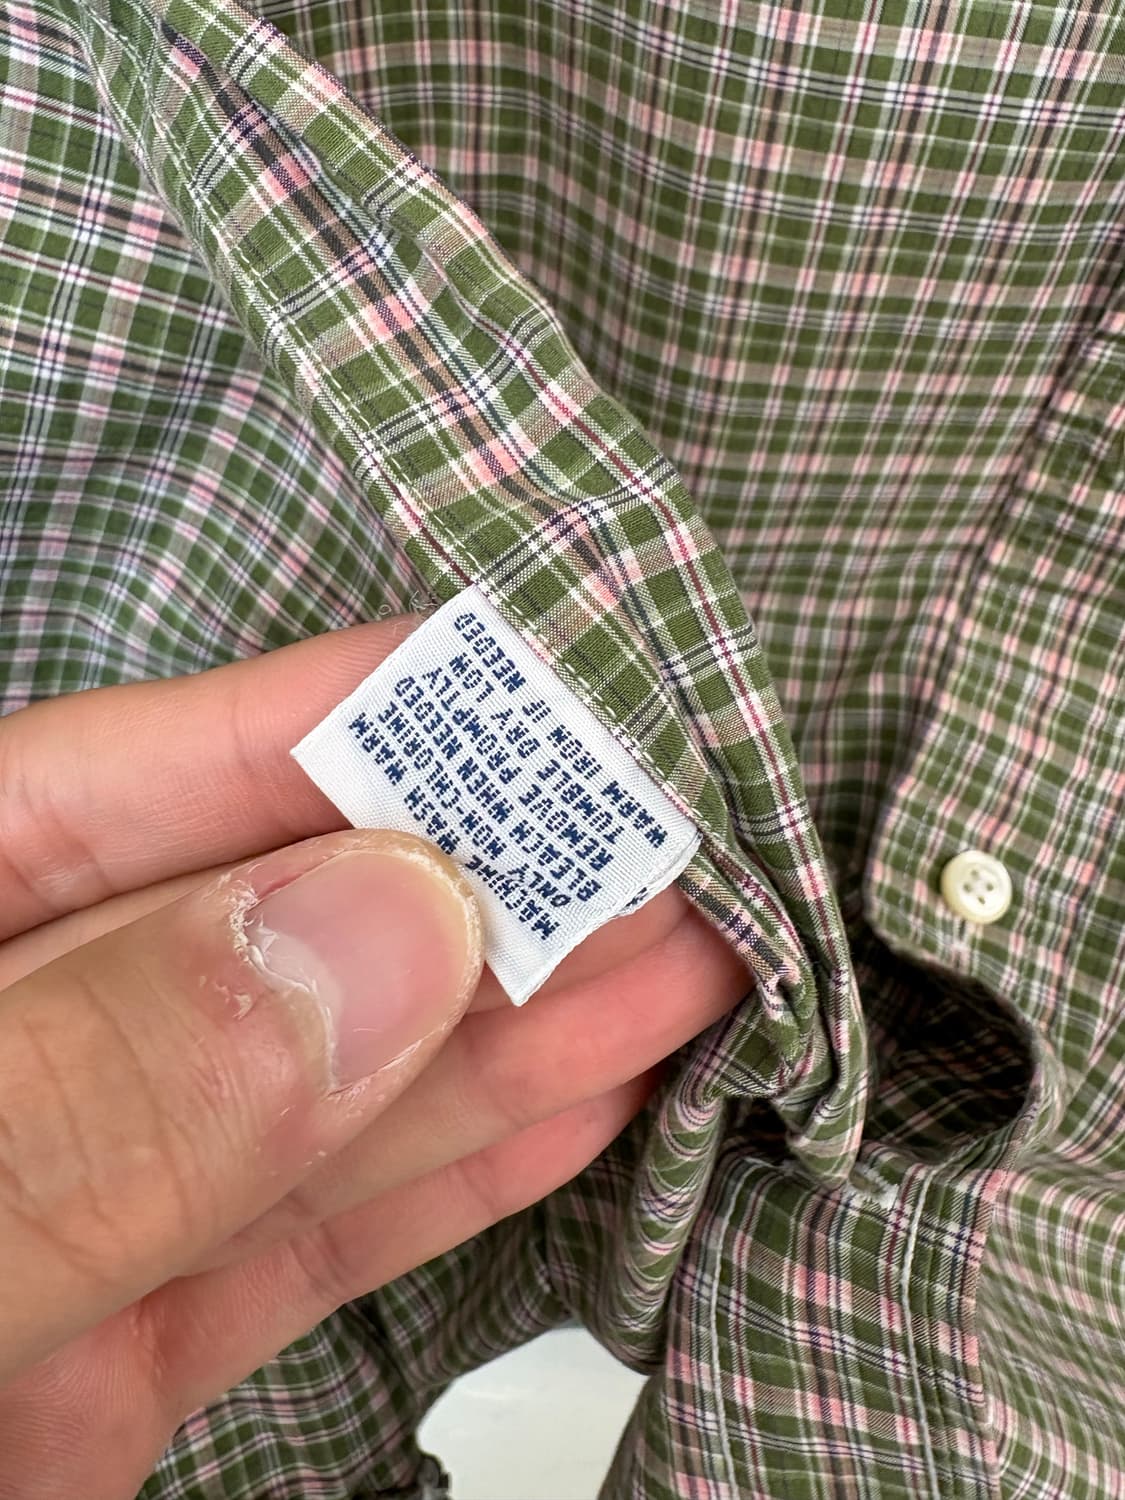 MACHINE WASH WARM
ONLY NON-CHLORINE
BLEACH WHEN NEEDED
REMOVE PROMPTLY
TUMBLE DRY LOW
WARM IRON IF NEEDED